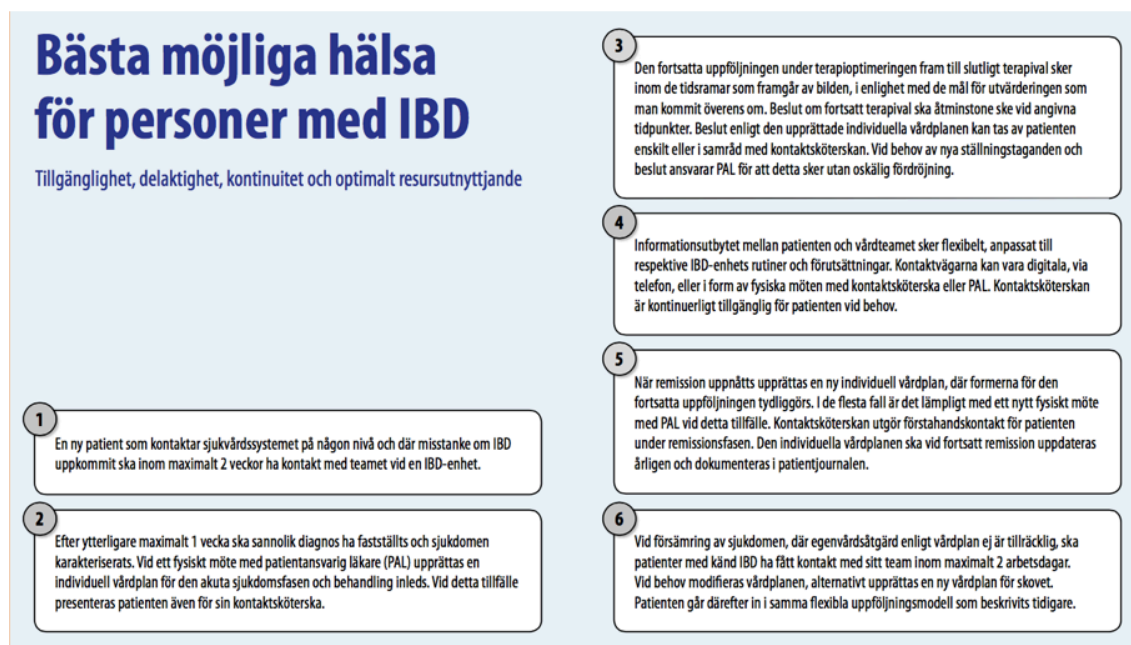 Bästa möjliga hälsa
för personer med IBD
Tillgänglighet, delaktighet, kontinuitet och optimalt resursutnyttjande
1
En ny patient som kontaktar sjukvårdssystemet på någon nivå och där misstanke om IBD
uppkommit ska inom maximalt 2 veckor ha kontakt med teamet vid en IBD-enhet.
2
Efter ytterligare maximalt 1 vecka ska sannolik diagnos ha fastställts och sjukdomen
karakteriserats. Vid ett fysiskt möte med patientansvarig läkare (PAL) upprättas en
individuell vårdplan för den akuta sjukdomsfasen och behandling inleds. Vid detta tillfälle
presenteras patienten även för sin kontaktsköterska.
3
Den fortsatta uppföljningen under terapioptimeringen fram till slutligt terapival sker
inom de tidsramar som framgår av bilden, i enlighet med de mål för utvärderingen som
man kommit överens om. Beslut om fortsatt terapival ska åtminstone ske vid angivna
tidpunkter. Beslut enligt den upprättade individuella vårdplanen kan tas av patienten
enskilt eller i samråd med kontaktsköterskan. Vid behov av nya ställningstaganden och
beslut ansvarar PAL för att detta sker utan oskälig fördröjning.
4
Informationsutbytet mellan patienten och vårdteamet sker flexibelt, anpassat till
respektive IBD-enhets rutiner och förutsättningar. Kontaktvägarna kan vara digitala, via
telefon, eller i form av fysiska möten med kontaktsköterska eller PAL. Kontaktsköterskan
är kontinuerligt tillgänglig för patienten vid behov.
5
När remission uppnåtts upprättas en ny individuell vårdplan, där formerna för den
fortsatta uppföljningen tydliggörs. I de flesta fall är det lämpligt med ett nytt fysiskt möte
med PAL vid detta tillfälle. Kontaktsköterskan utgör förstahandskontakt för patienten
under remissionsfasen. Den individuella vårdplanen ska vid fortsatt remission uppdateras
årligen och dokumenteras i patientjournalen.
6
Vid försämring av sjukdomen, där egenvårdsåtgärd enligt vårdplan ej är tillräcklig, ska
patienter med känd IBD ha fått kontakt med sitt team inom maximalt 2 arbetsdagar.
Vid behov modifieras vårdplanen, alternativt upprättas en ny vårdplan för skovet.
Patienten går därefter in i samma flexibla uppföljningsmodell som beskrivits tidigare.